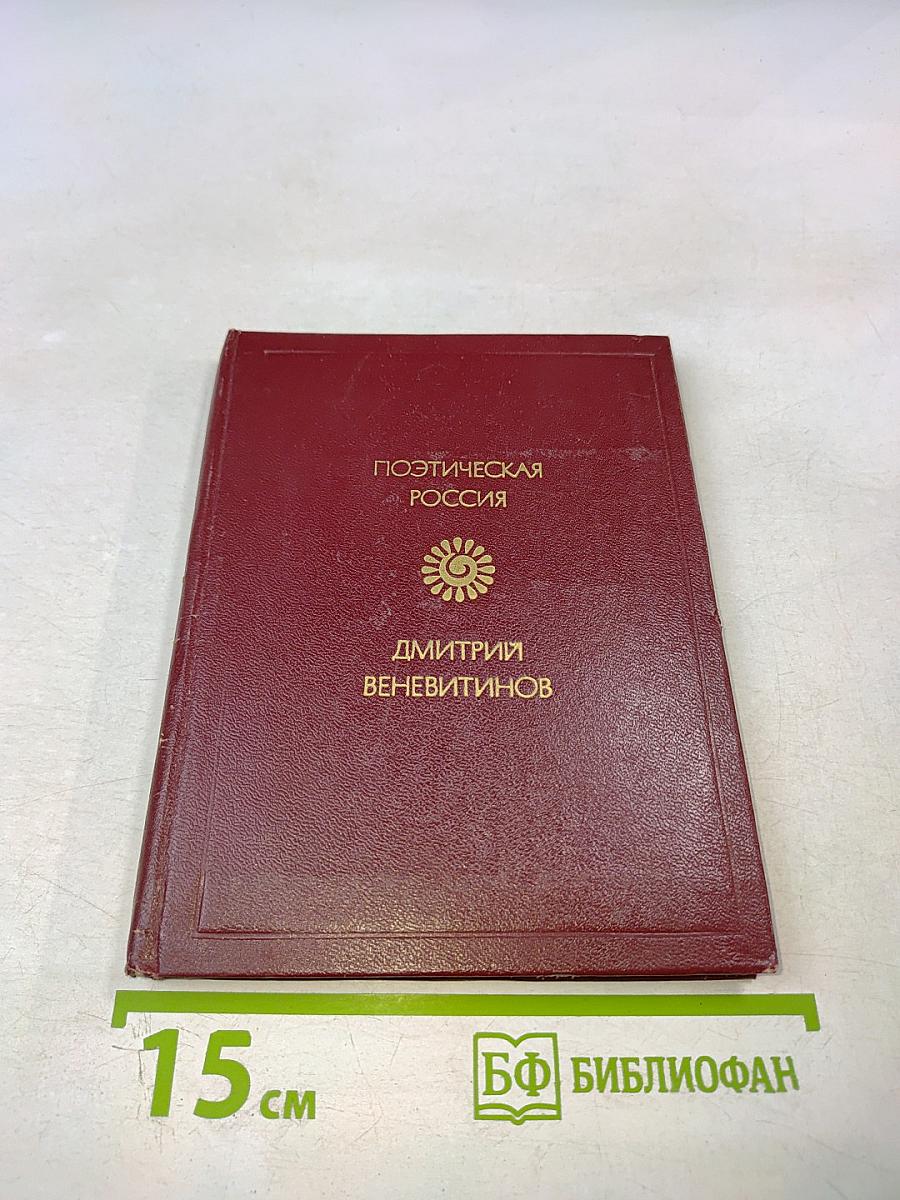 ПОЭТИЧЕСКАЯ
РОССИЯ
ДМИТРИЙ
ВЕНЕВИТИНОВ
15 см
БФ БИБЛИОФАН